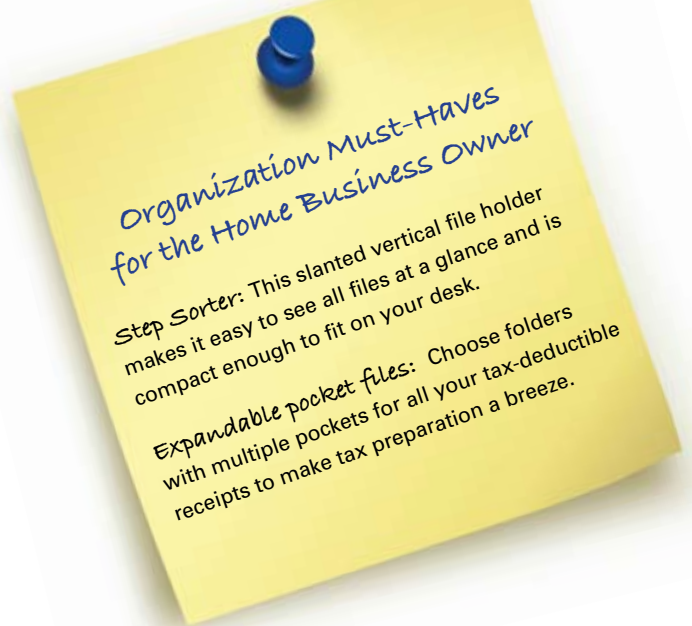 Organization Must-Haves
for the Home Business Owner
Step Sorter: This slanted vertical file holder
makes it easy to see all files at a glance and is
compact enough to fit on your desk.
Expandable pocket files: Choose folders
with multiple pockets for all your tax-deductible
receipts to make tax preparation a breeze.